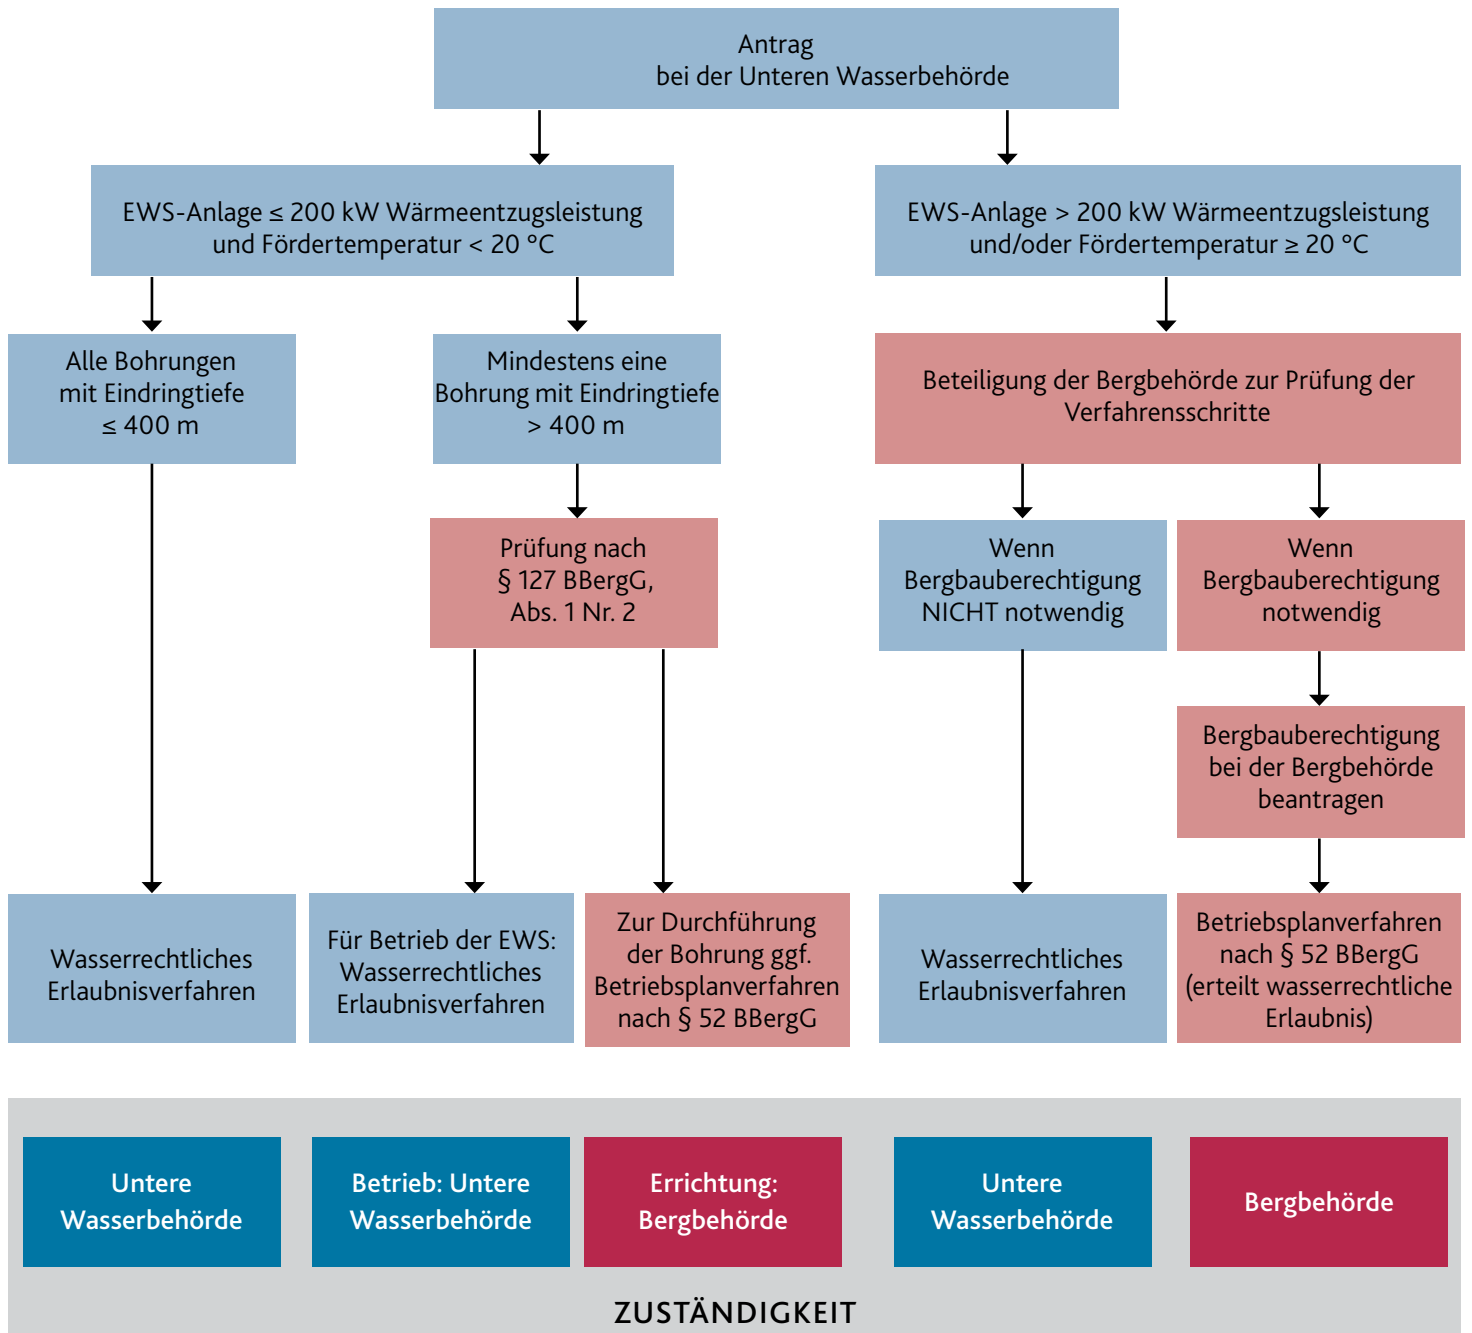 Antrag
bei der Unteren Wasserbehörde
EWS-Anlage ≤ 200 kW Wärmeentzugsleistung
und Fördertemperatur < 20 °C
EWS-Anlage > 200 kW Wärmeentzugsleistung
und/oder Fördertemperatur ≥ 20 °C
Alle Bohrungen
mit Eindringtiefe
≤ 400 m
Mindestens eine
Bohrung mit Eindringtiefe
> 400 m
Beteiligung der Bergbehörde zur Prüfung der
Verfahrensschritte
Prüfung nach
§ 127 BBergG,
Abs. 1 Nr. 2
Wenn
Bergbauberechtigung
NICHT notwendig
Wenn
Bergbauberechtigung
notwendig
Bergbauberechtigung
bei der Bergbehörde
beantragen
Wasserrechtliches
Erlaubnisverfahren
Für Betrieb der EWS:
Wasserrechtliches
Erlaubnisverfahren
Zur Durchführung
der Bohrung ggf.
Betriebsplanverfahren
nach § 52 BBergG
Wasserrechtliches
Erlaubnisverfahren
Betriebsplanverfahren
nach § 52 BBergG
(erteilt wasserrechtliche
Erlaubnis)
Untere
Wasserbehörde
Betrieb: Untere
Wasserbehörde
Errichtung:
Bergbehörde
Untere
Wasserbehörde
Bergbehörde
ZUSTÄNDIGKEIT